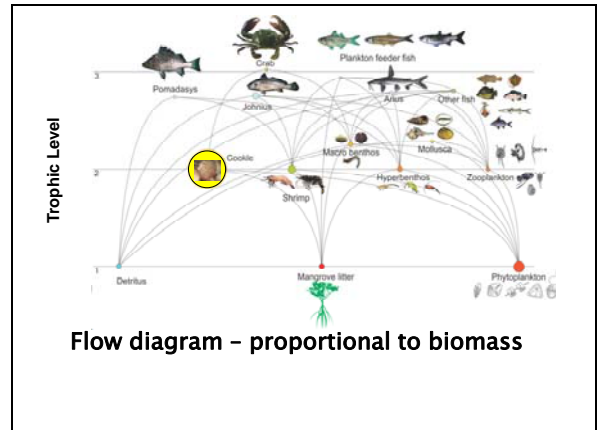 Plankton feeder fish
Crab
3
Pomadasys
Johnius
Arius
Other fish
Macro benthos
Mollusca
Cockle
2
Hyperbenthos
Zooplankton
Shrimp
Trophic Level
1
Detritus
Mangrove litter
Phytoplankton
Flow diagram – proportional to biomass